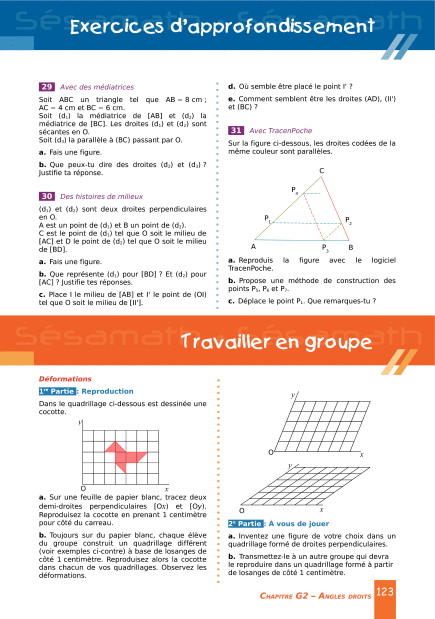 Exercices d'approfondissement
29 Avec des médiatrices
Soit ABC un triangle tel que AB = 8 cm ;
AC = 4 cm et BC = 6 cm.
Soit (d₁) la médiatrice de [AB] et (d₂) la
médiatrice de [BC]. Les droites (d₁) et (d₂) sont
sécantes en O.
Soit (d₃) la parallèle à (BC) passant par O.
a. Fais une figure.
b. Que peux-tu dire des droites (d₂) et (d₃) ?
Justifie ta réponse.
30 Des histoires de milieux
(d₁) et (d₂) sont deux droites perpendiculaires
en O.
A est un point de (d₁) et B un point de (d₂).
C est le point de (d₁) tel que O soit le milieu de
[AC] et D le point de (d₂) tel que O soit le milieu
de [BD].
a. Fais une figure.
b. Que représente (d₁) pour [BD] ? Et (d₂) pour
[AC] ? Justifie tes réponses.
c. Place I le milieu de [AB] et I' le point de (OI)
tel que O soit le milieu de [II'].
d. Où semble être placé le point I' ?
e. Comment semblent être les droites (AD), (II')
et (BC) ?
31 Avec TracenPoche
Sur la figure ci-dessous, les droites codées de la
même couleur sont parallèles.
C
P₄
P₁
P₂
A
P₃
B
a. Reproduis la figure avec le logiciel
TracenPoche.
b. Propose une méthode de construction des
points P₅, P₆ et P₇.
c. Déplace le point P₁. Que remarques-tu ?
Travailler en groupe
Déformations
1re Partie : Reproduction
Dans le quadrillage ci-dessous est dessinée une
cocotte.
y
O
x
a. Sur une feuille de papier blanc, tracez deux
demi-droites perpendiculaires [Ox) et [Oy).
Reproduisez la cocotte en prenant 1 centimètre
pour côté du carreau.
b. Toujours sur du papier blanc, chaque élève
du groupe construit un quadrillage différent
(voir exemples ci-contre) à base de losanges de
côté 1 centimètre. Reproduisez alors la cocotte
dans chacun de vos quadrillages. Observez les
déformations.
y
O
x
y
O
x
2e Partie : À vous de jouer
a. Inventez une figure de votre choix dans un
quadrillage formé de droites perpendiculaires.
b. Transmettez-le à un autre groupe qui devra
le reproduire dans un quadrillage formé à partir
de losanges de côté 1 centimètre.
CHAPITRE G2 – ANGLES DROITS 123